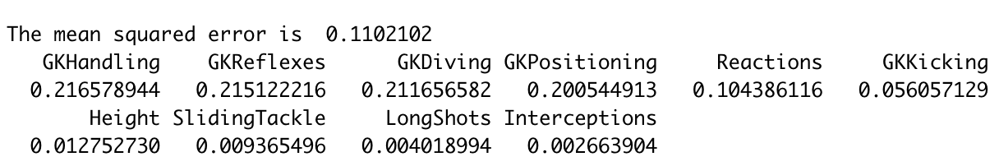 The mean squared error is  0.1102102
GKHandling GKReflexes GKDiving GKPositioning Reactions GKKicking
0.216578944 0.215122216 0.211656582 0.200544913 0.104386116 0.056057129
Height SlidingTackle LongShots Interceptions
0.012752730 0.009365496 0.004018994 0.002663904